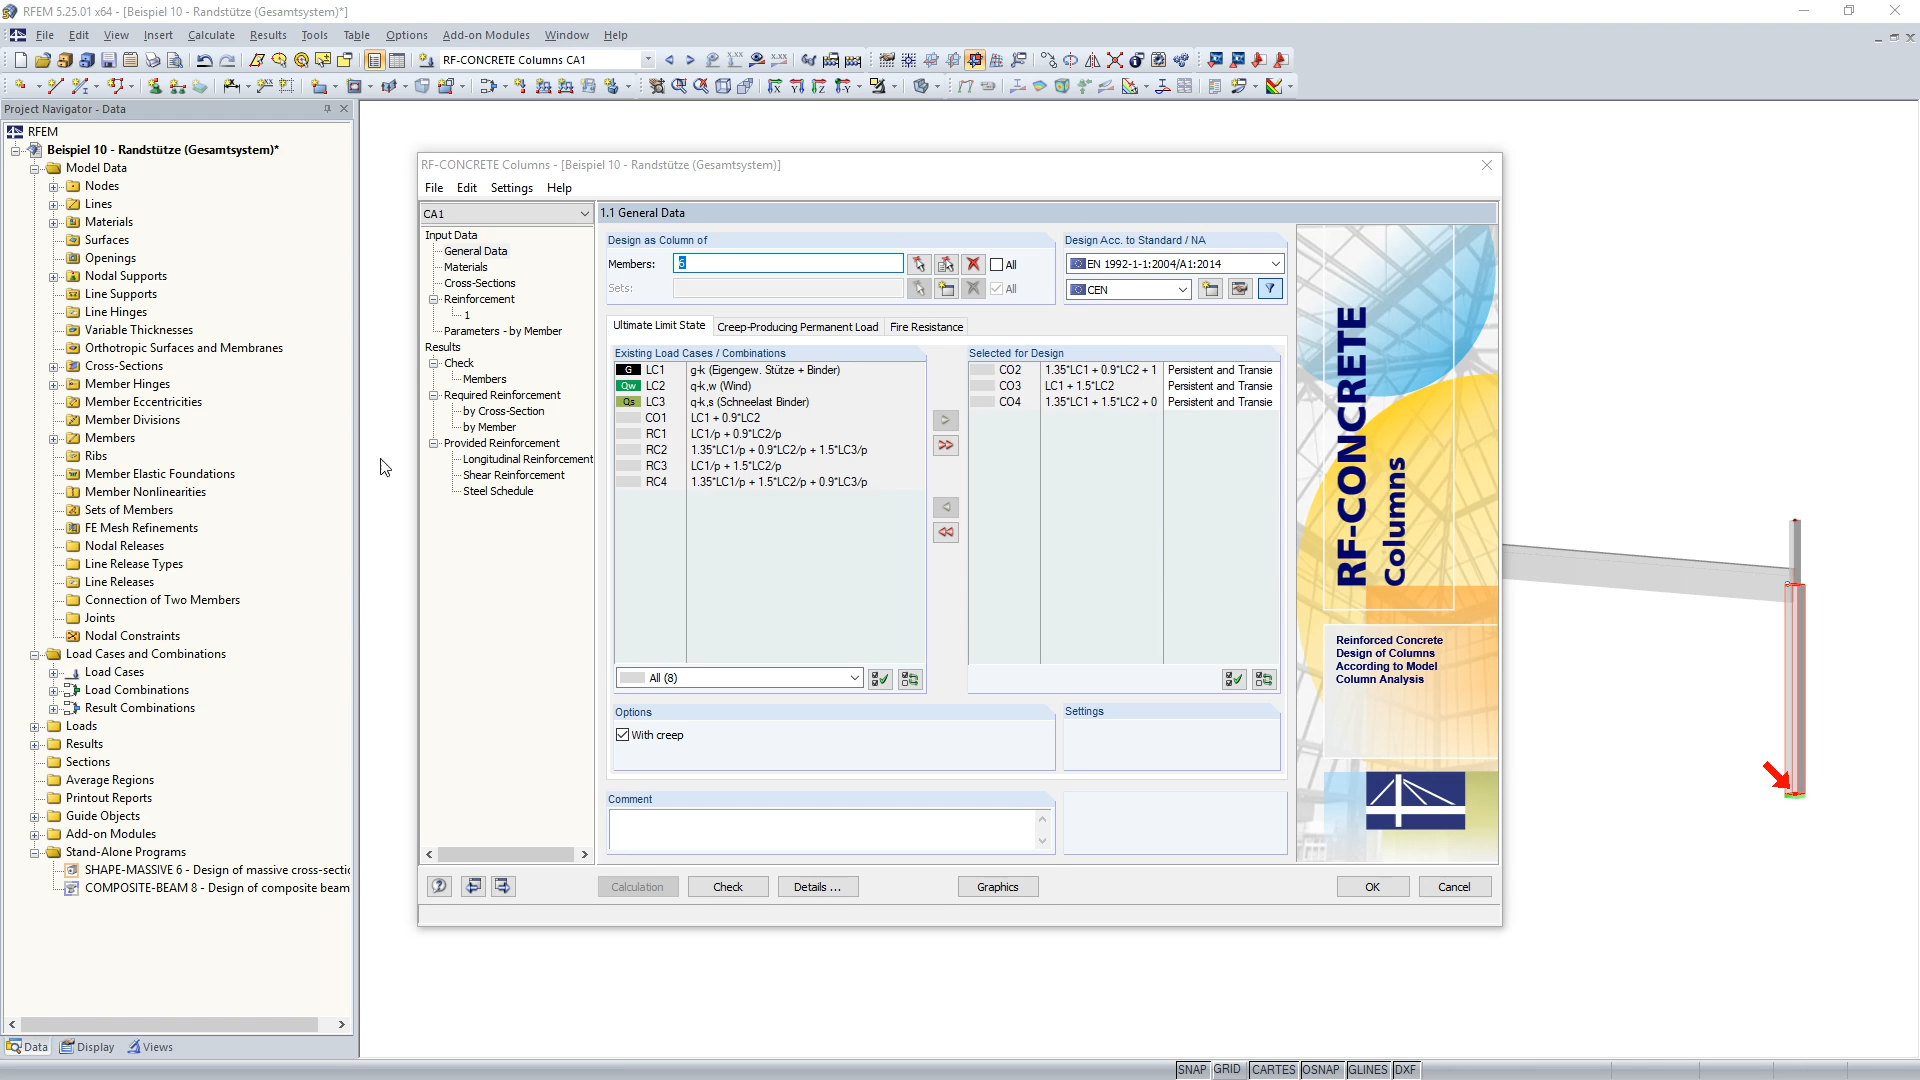 RFEM 5.25.01 x64 - [Beispiel 10 - Randstütze (Gesamtsystem)*]
File Edit View Insert Calculate Results Tools Table Options Add-on Modules Window Help
RF-CONCRETE Columns CA1
Project Navigator - Data
RFEM
Beispiel 10 - Randstütze (Gesamtsystem)*
Model Data
Nodes
Lines
Materials
Surfaces
Openings
Nodal Supports
Line Supports
Line Hinges
Variable Thicknesses
Orthotropic Surfaces and Membranes
Cross-Sections
Member Hinges
Member Eccentricities
Member Divisions
Members
Ribs
Member Elastic Foundations
Member Nonlinearities
Sets of Members
FE Mesh Refinements
Nodal Releases
Line Release Types
Line Releases
Connection of Two Members
Joints
Nodal Constraints
Load Cases and Combinations
Load Cases
Load Combinations
Result Combinations
Loads
Results
Sections
Average Regions
Printout Reports
Guide Objects
Add-on Modules
Stand-Alone Programs
SHAPE-MASSIVE 6 - Design of massive cross-sectic
COMPOSITE-BEAM 8 - Design of composite beam
Data Display Views
RF-CONCRETE Columns - [Beispiel 10 - Randstütze (Gesamtsystem)]
File Edit Settings Help
CA1
Input Data
General Data
Materials
Cross-Sections
Reinforcement
1
Parameters - by Member
Results
Check
Members
Required Reinforcement
by Cross-Section
by Member
Provided Reinforcement
Longitudinal Reinforcement
Shear Reinforcement
Steel Schedule
1.1 General Data
Design as Column of
Members: 6 All
Sets: All
Design Acc. to Standard / NA
EN 1992-1-1:2004/A1:2014
CEN
Ultimate Limit State Creep-Producing Permanent Load Fire Resistance
Existing Load Cases / Combinations
G LC1 g-k (Eigengew. Stütze + Binder)
Qw LC2 q-k,w (Wind)
Qs LC3 q-k,s (Schneelast Binder)
CO1 LC1 + 0.9*LC2
RC1 LC1/p + 0.9*LC2/p
RC2 1.35*LC1/p + 0.9*LC2/p + 1.5*LC3/p
RC3 LC1/p + 1.5*LC2/p
RC4 1.35*LC1/p + 1.5*LC2/p + 0.9*LC3/p
All (8)
Selected for Design
CO2 1.35*LC1 + 0.9*LC2 + 1 Persistent and Transie
CO3 LC1 + 1.5*LC2 Persistent and Transie
CO4 1.35*LC1 + 1.5*LC2 + 0 Persistent and Transie
Options
With creep
Settings
Comment
RF-CONCRETE
Columns
Reinforced Concrete
Design of Columns
According to Model
Column Analysis
Calculation Check Details ... Graphics OK Cancel
SNAP GRID CARTES OSNAP GLINES DXF